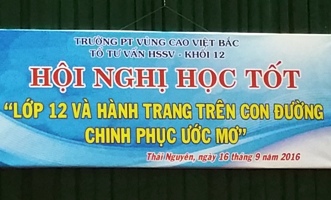 TRƯỜNG PT VÙNG CAO VIỆT BẮC
TỔ TƯ VẤN HSSV - KHỐI 12
HỘI NGHỊ HỌC TỐT
“LỚP 12 VÀ HÀNH TRANG TRÊN CON ĐƯỜNG
CHINH PHỤC ƯỚC MƠ”
Thái Nguyên, ngày 16 tháng 9 năm 2016